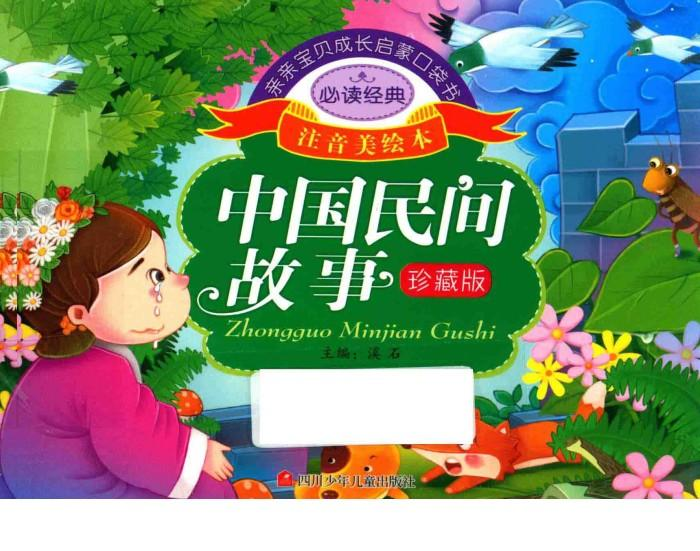 亲亲宝贝成长启蒙口袋书
必读经典
注音美绘本
中国民间
故事
珍藏版
Zhongguo Minjian Gushi
主编:溪石
四川少年儿童出版社